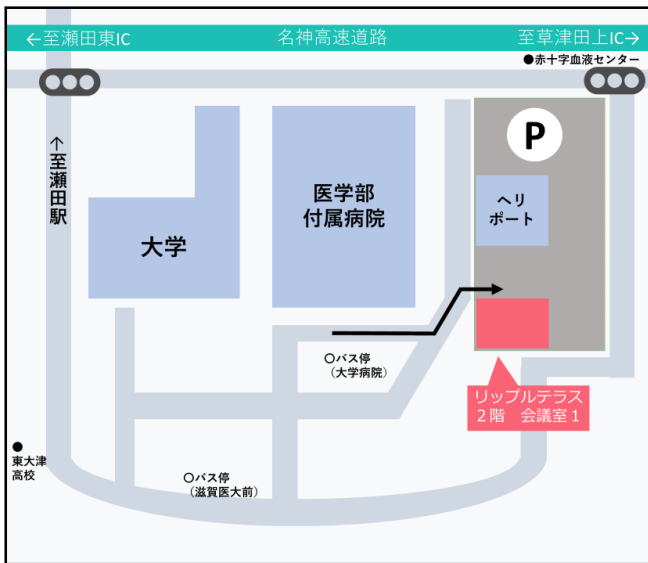 ←至瀬田東IC
名神高速道路
至草津田上IC→
●赤十字血液センター
↑至瀬田駅
P
医学部
付属病院
ヘリ
ポート
大学
○バス停
（大学病院）
リップルテラス
２階　会議室１
●
東大津
高校
○バス停
（滋賀医大前）